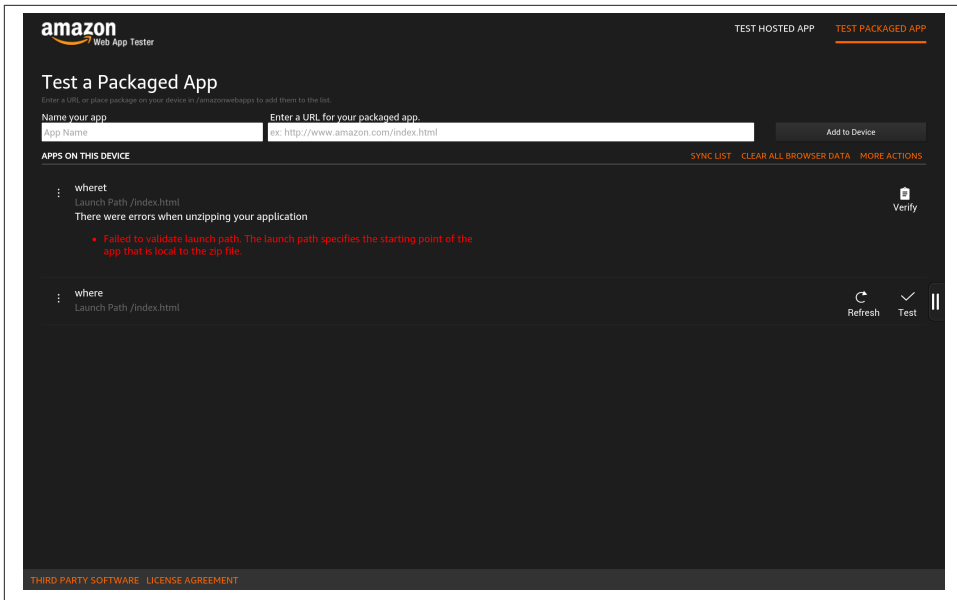 amazon
Web App Tester
TEST HOSTED APP
TEST PACKAGED APP
Test a Packaged App
Enter a URL or place package on your device in /amazonwebapps to add them to the list.
Name your app
Enter a URL for your packaged app.
App Name
ex: http://www.amazon.com/index.html
Add to Device
APPS ON THIS DEVICE
SYNC LIST
CLEAR ALL BROWSER DATA
MORE ACTIONS
wheret
Launch Path /index.html
There were errors when unzipping your application
Verify
• Failed to validate launch path. The launch path specifies the starting point of the
app that is local to the zip file.
where
Launch Path /index.html
Refresh
Test
THIRD PARTY SOFTWARE
LICENSE AGREEMENT